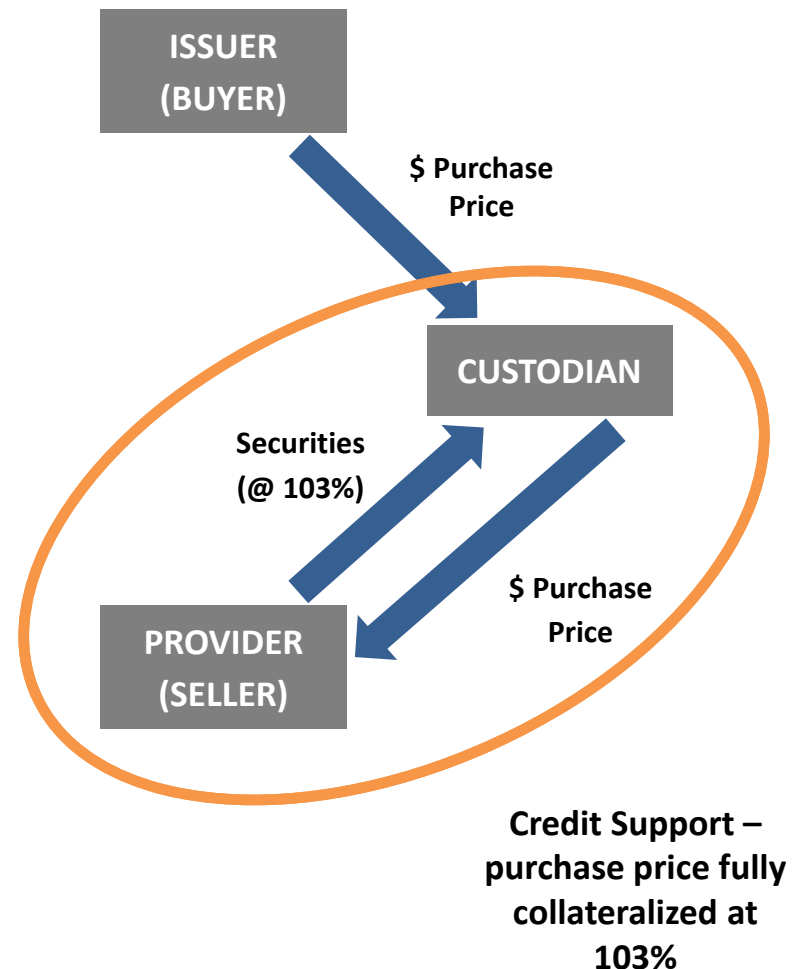 ISSUER
(BUYER)
$ Purchase
Price
CUSTODIAN
Securities
(@ 103%)
$ Purchase
Price
PROVIDER
(SELLER)
Credit Support –
purchase price fully
collateralized at
103%